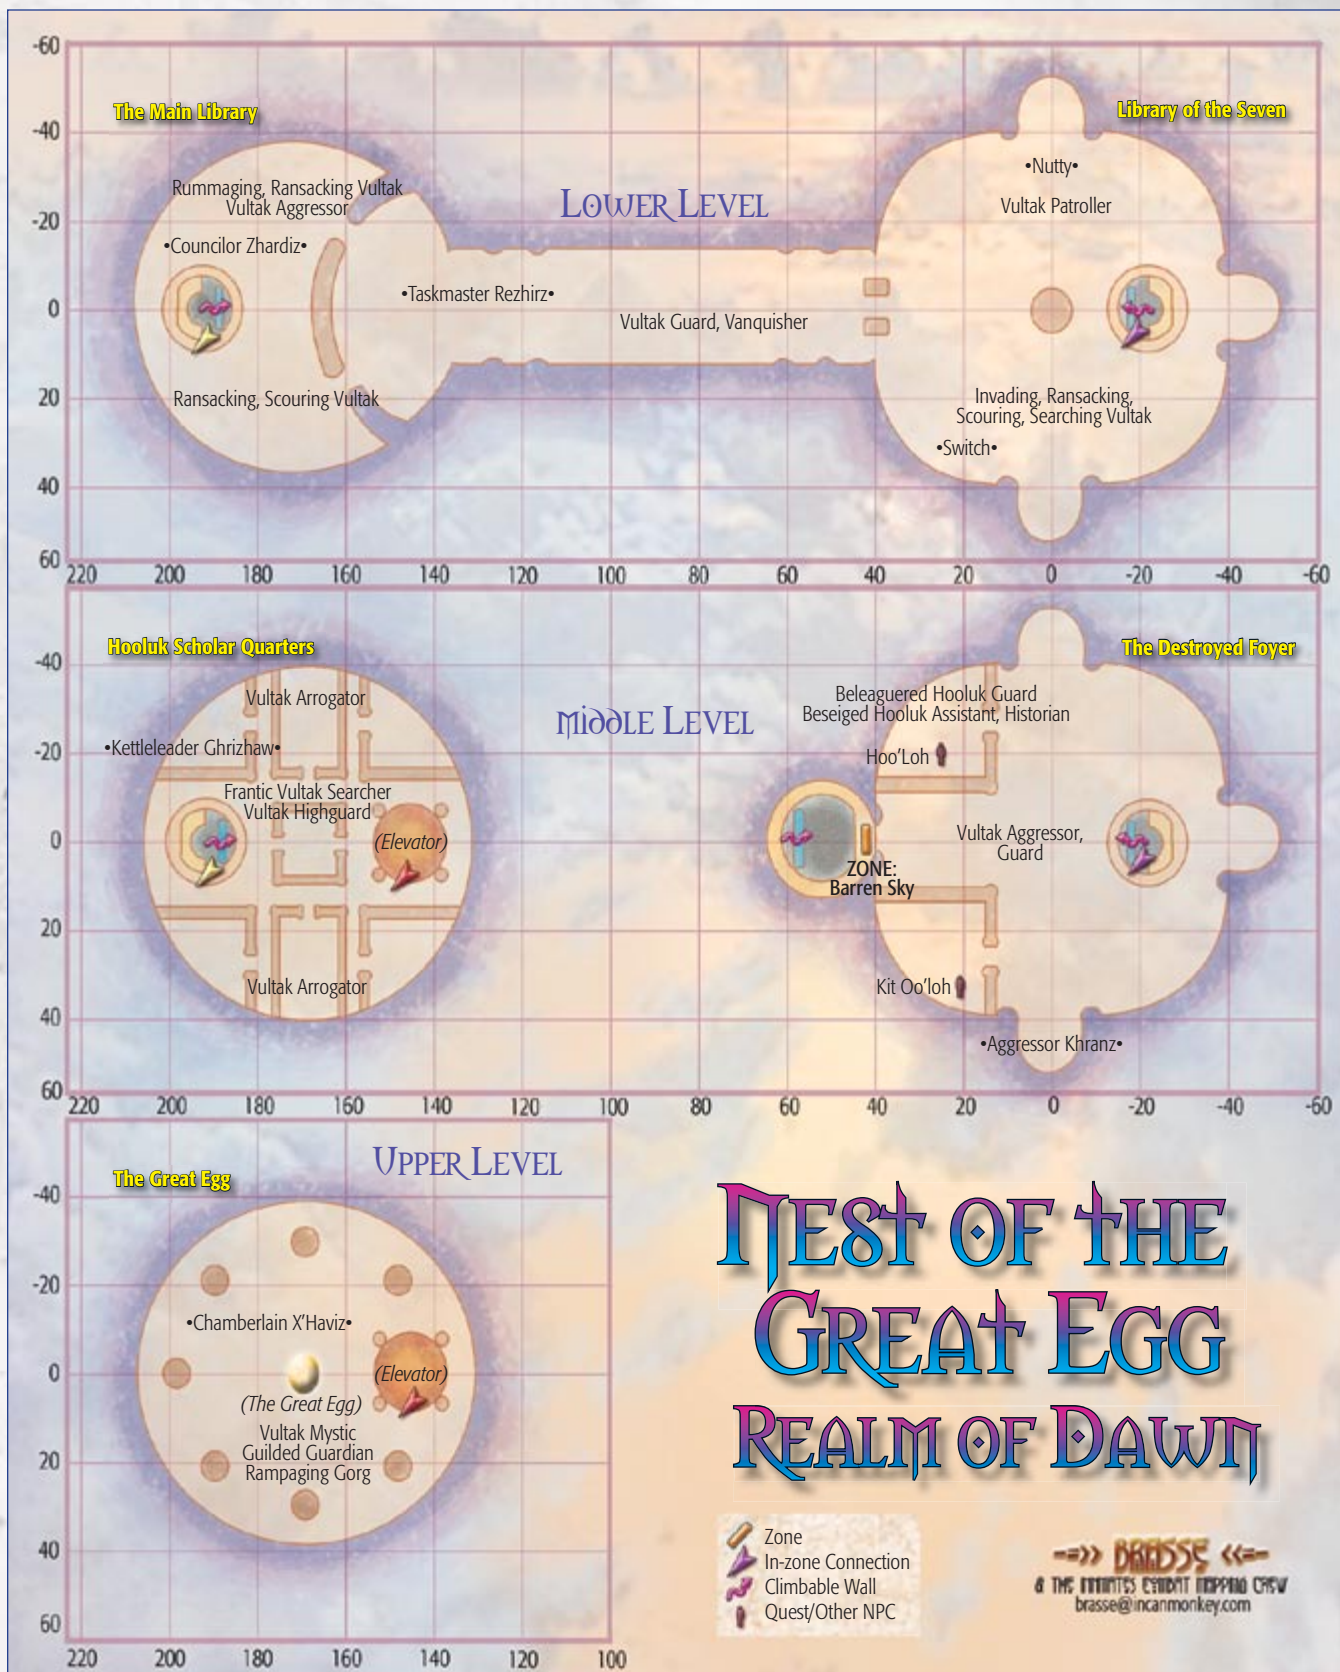 -60
The Main Library
Library of the Seven
-40
•Nutty•
Rummaging, Ransacking Vultak
Vultak Aggressor
LOWER LEVEL
Vultak Patroller
-20
•Councilor Zhardiz•
•Taskmaster Rezhirz•
0
Vultak Guard, Vanquisher
20
Ransacking, Scouring Vultak
Invading, Ransacking,
Scouring, Searching Vultak
•Switch•
40
60
220 200 180 160 140 120 100 80 60 40 20 0 -20 -40 -60
Hooluk Scholar Quarters
The Destroyed Foyer
-40
Vultak Arrogator
MIDDLE LEVEL
Beleaguered Hooluk Guard
Beseiged Hooluk Assistant, Historian
-20
•Kettleleader Ghrizhaw•
Hoo'Loh
Frantic Vultak Searcher
Vultak Highguard
0
(Elevator)
Vultak Aggressor,
Guard
ZONE:
Barren Sky
20
Vultak Arrogator
Kit Oo'loh
40
•Aggressor Khranz•
60
220 200 180 160 140 120 100 80 60 40 20 0 -20 -40 -60
UPPER LEVEL
The Great Egg
-40
-20
•Chamberlain X'Haviz•
0
(Elevator)
(The Great Egg)
Vultak Mystic
Guilded Guardian
Rampaging Gorg
20
40
60
220 200 180 160 140 120 100
NEST OF THE
GREAT EGG
REALM OF DAWN
Zone
In-zone Connection
Climbable Wall
Quest/Other NPC
BRASSE
& THE INMATES COMBAT MAPPING CREW
brasse@incanmonkey.com